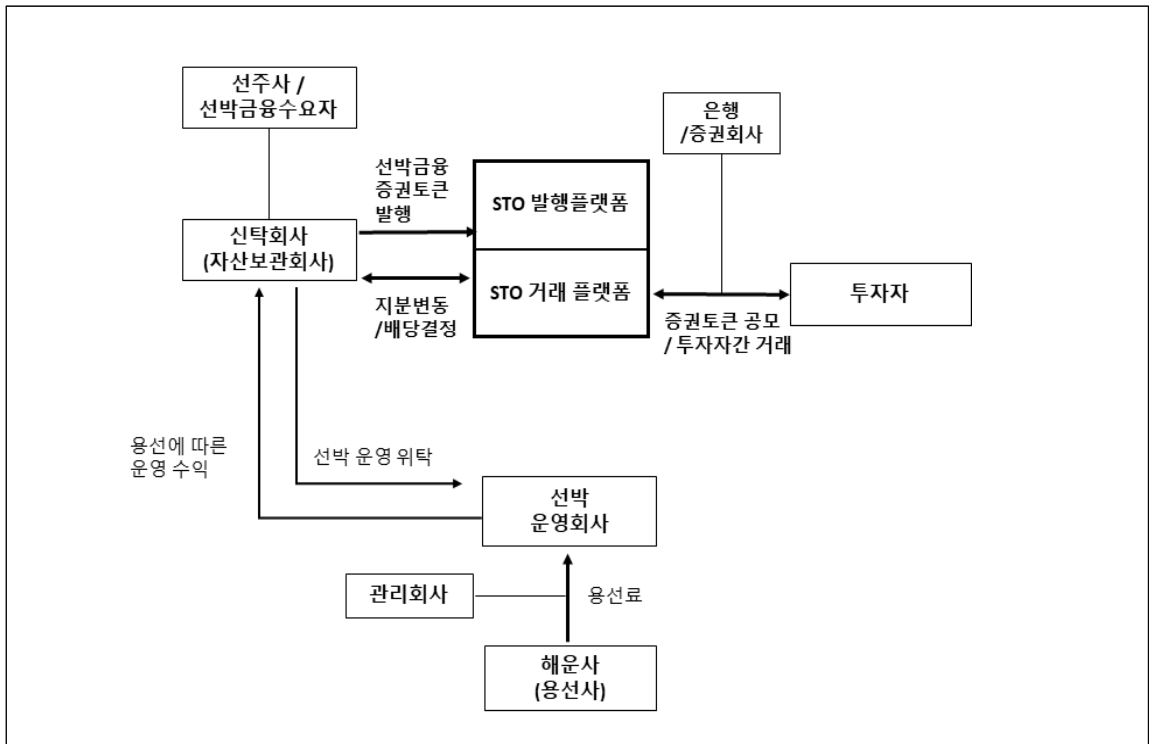 선주사 /
선박금융수요자
은행
/증권회사
선박금융
증권토큰
발행
STO 발행플랫폼
신탁회사
(자산보관회사)
STO 거래 플랫폼
투자자
지분변동
/배당결정
증권토큰 공모
/ 투자자간 거래
용선에 따른
운영 수익
선박 운영 위탁
선박
운영회사
관리회사
용선료
해운사
(용선사)